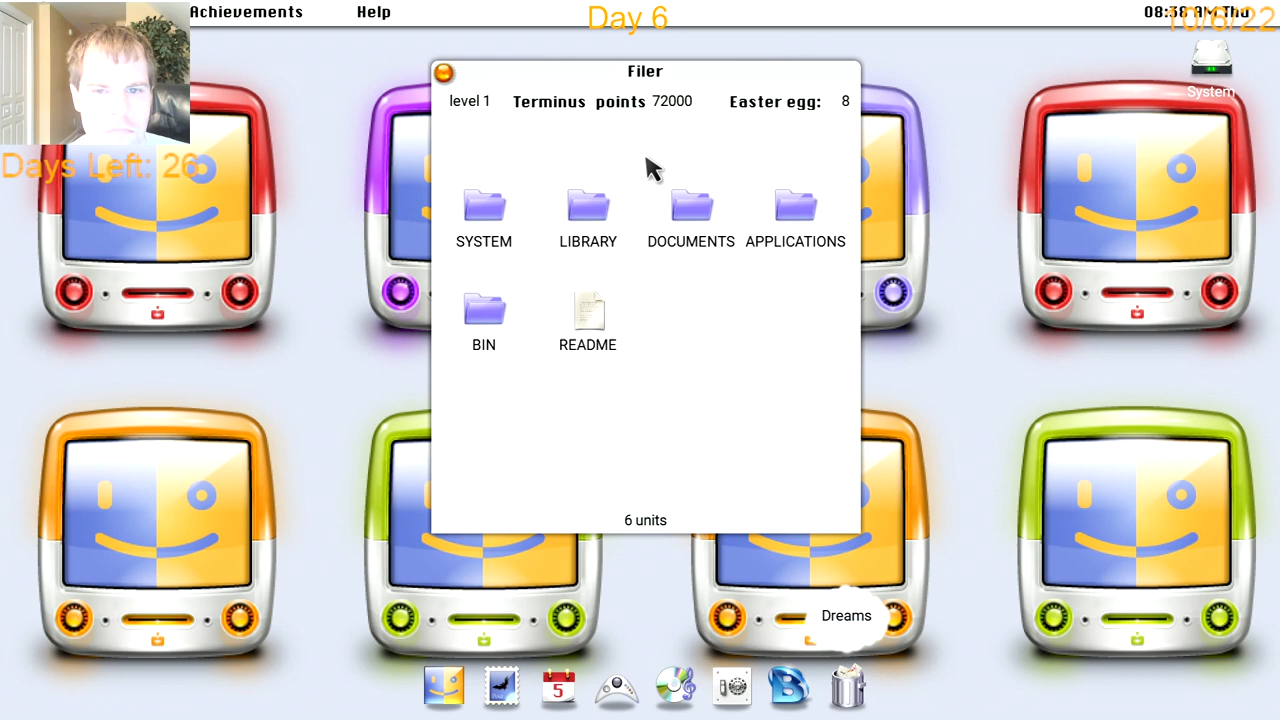 Achievements Help
Day 6
08:38 AM Thu
10/6/22
System
Days Left: 26
Filer
level 1 Terminus points 72000 Easter egg: 8
SYSTEM LIBRARY DOCUMENTS APPLICATIONS
BIN README
6 units
Dreams
5